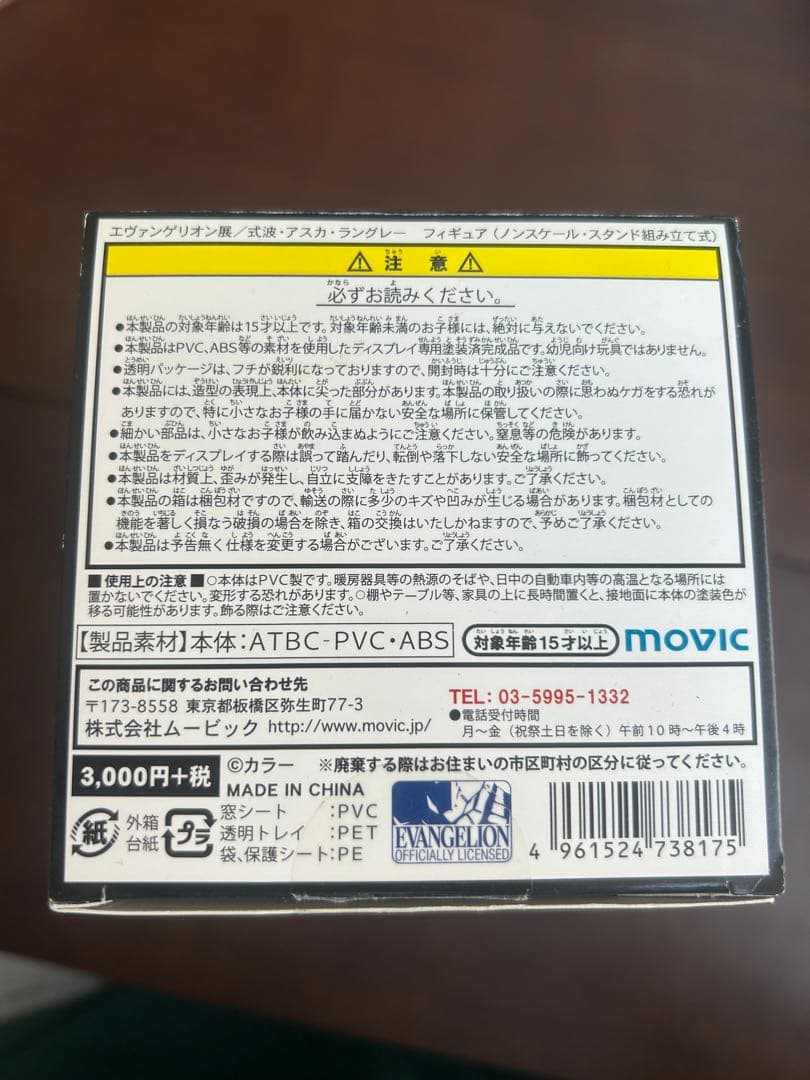 エヴァンゲリオン展／式波・アスカ・ラングレー　フィギュア（ノンスケール・スタンド組み立て式）
⚠注意⚠
必ずお読みください。
●本製品の対象年齢は15才以上です。対象年齢未満のお子様には、絶対に与えないでください。
●本製品はPVC、ABS等の素材を使用したディスプレイ専用塗装済完成品です。幼児向け玩具ではありません。
●透明パッケージは、フチが鋭利になっておりますので、開封時は十分にご注意ください。
●本製品には、造型の表現上、本体に尖った部分があります。本製品の取り扱いの際に思わぬケガをする恐れが
ありますので、特に小さなお子様の手に届かない安全な場所に保管してください。
●細かい部品は、小さなお子様が飲み込まぬようにご注意ください。窒息等の危険があります。
●本製品をディスプレイする際は誤って踏んだり、転倒や落下しない安全な場所に飾ってください。
●本製品は材質上、歪みが発生し、自立に支障をきたすことがあります。ご了承ください。
●本製品の箱は梱包材ですので、輸送の際に多少のキズや凹みが生じる場合があります。梱包材としての
機能を著しく損なう破損の場合を除き、箱の交換はいたしかねますので、予めご了承ください。
●本製品は予告無く仕様を変更する場合がございます。ご了承ください。
■使用上の注意■○本体はPVC製です。暖房器具等の熱源のそばや、日中の自動車内等の高温となる場所には
置かないでください。変形する恐れがあります。○棚やテーブル等、家具の上に長時間置くと、接地面に本体の塗装色が
移る可能性があります。飾る際はご注意ください。
【製品素材】本体：ATBC-PVC・ABS
対象年齢15才以上
movic
この商品に関するお問い合わせ先
〒173-8558 東京都板橋区弥生町77-3
株式会社ムービック http://www.movic.jp/
TEL: 03-5995-1332
●電話受付時間
月〜金（祝祭土日を除く）午前10時〜午後4時
3,000円+税
©カラー ※廃棄する際はお住まいの市区町村の区分に従ってください。
MADE IN CHINA
紙
外箱
台紙
プラ
窓シート：PVC
透明トレイ：PET
袋、保護シート：PE
EVANGELION
OFFICIALLY LICENSED
4 961524 738175